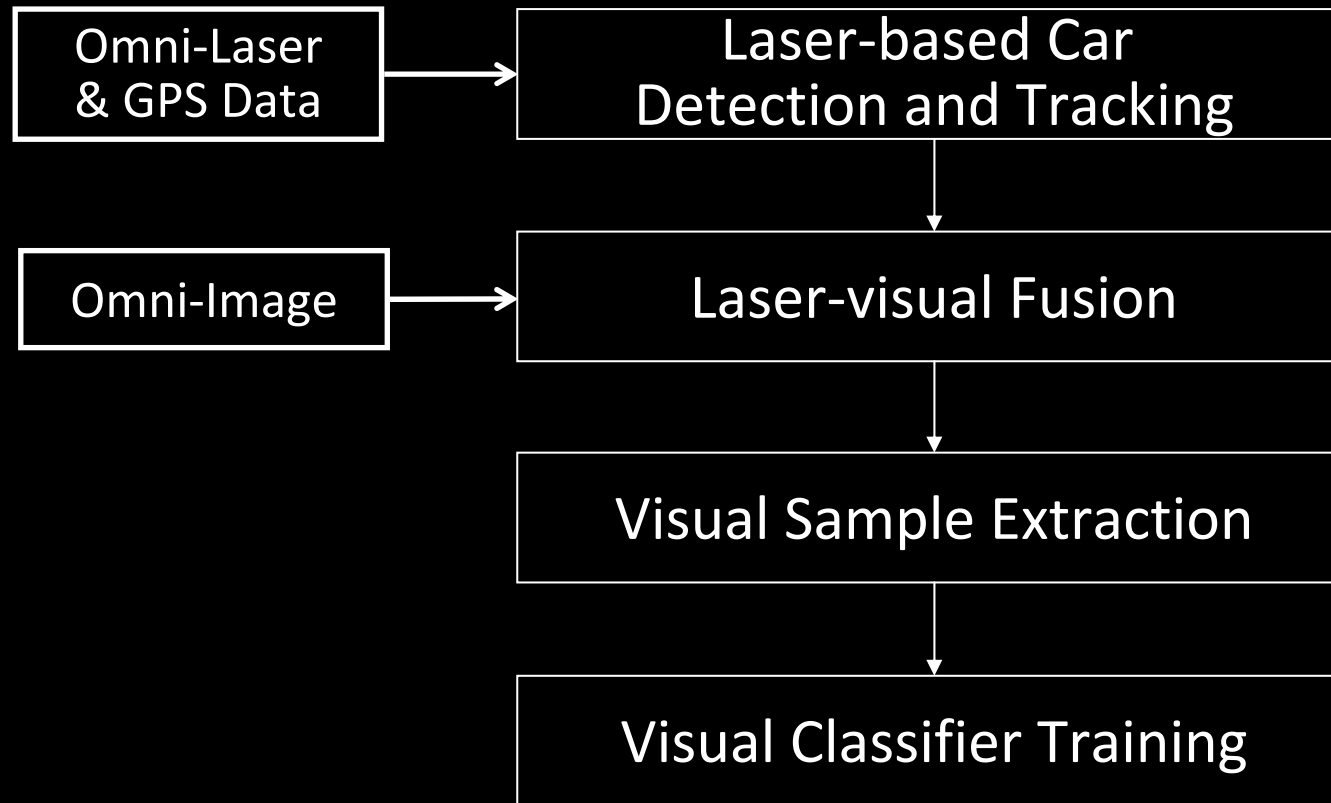 Omni-Laser
& GPS Data
Laser-based Car
Detection and Tracking
Omni-Image
Laser-visual Fusion
Visual Sample Extraction
Visual Classifier Training